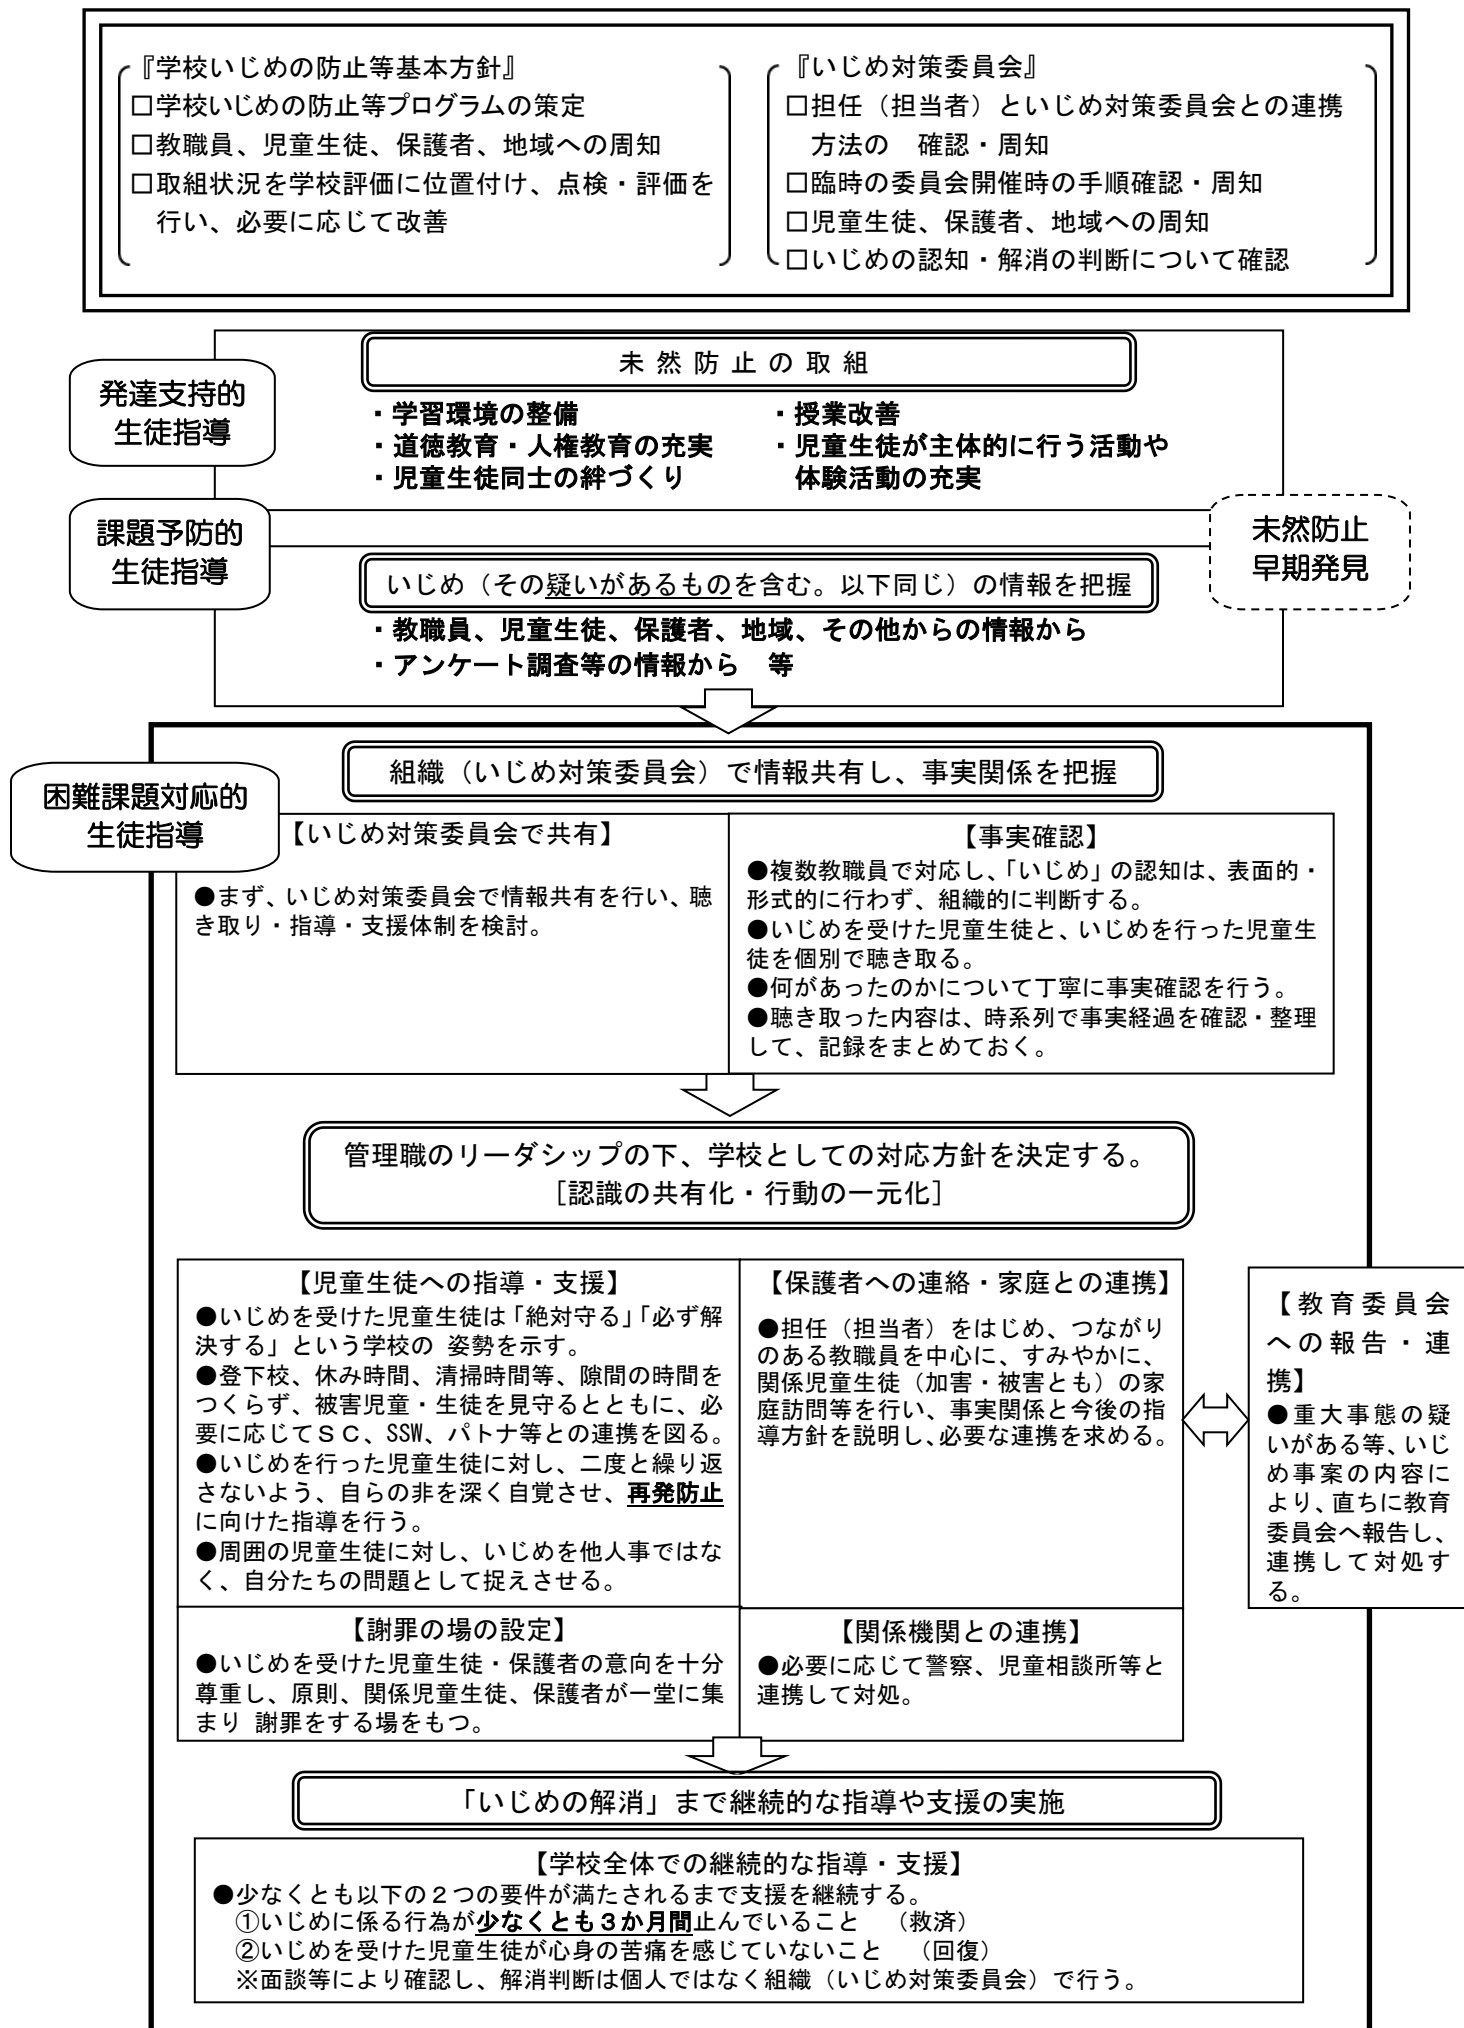 『学校いじめの防止等基本方針』
□学校いじめの防止等プログラムの策定
□教職員、児童生徒、保護者、地域への周知
□取組状況を学校評価に位置付け、点検・評価を
行い、必要に応じて改善
『いじめ対策委員会』
□担任（担当者）といじめ対策委員会との連携
方法の　確認・周知
□臨時の委員会開催時の手順確認・周知
□児童生徒、保護者、地域への周知
□いじめの認知・解消の判断について確認
発達支持的
生徒指導
未然防止の取組
・学習環境の整備
・道徳教育・人権教育の充実
・児童生徒同士の絆づくり
・授業改善
・児童生徒が主体的に行う活動や
体験活動の充実
課題予防的
生徒指導
未然防止
早期発見
いじめ（その疑いがあるものを含む。以下同じ）の情報を把握
・教職員、児童生徒、保護者、地域、その他からの情報から
・アンケート調査等の情報から　等
困難課題対応的
生徒指導
組織（いじめ対策委員会）で情報共有し、事実関係を把握
【いじめ対策委員会で共有】
●まず、いじめ対策委員会で情報共有を行い、聴
き取り・指導・支援体制を検討。
【事実確認】
●複数教職員で対応し、「いじめ」の認知は、表面的・
形式的に行わず、組織的に判断する。
●いじめを受けた児童生徒と、いじめを行った児童生
徒を個別で聴き取る。
●何があったのかについて丁寧に事実確認を行う。
●聴き取った内容は、時系列で事実経過を確認・整理
して、記録をまとめておく。
管理職のリーダシップの下、学校としての対応方針を決定する。
［認識の共有化・行動の一元化］
【児童生徒への指導・支援】
●いじめを受けた児童生徒は「絶対守る」「必ず解
決する」という学校の 姿勢を示す。
●登下校、休み時間、清掃時間等、隙間の時間を
つくらず、被害児童・生徒を見守るとともに、必
要に応じてＳＣ、SSW、パトナ等との連携を図る。
●いじめを行った児童生徒に対し、二度と繰り返
さないよう、自らの非を深く自覚させ、再発防止
に向けた指導を行う。
●周囲の児童生徒に対し、いじめを他人事ではな
く、自分たちの問題として捉えさせる。
【保護者への連絡・家庭との連携】
●担任（担当者）をはじめ、つながり
のある教職員を中心に、すみやかに、
関係児童生徒（加害・被害とも）の家
庭訪問等を行い、事実関係と今後の指
導方針を説明し、必要な連携を求める。
【教育委員会
への報告・連
携】
●重大事態の疑
いがある等、いじ
め事案の内容に
より、直ちに教育
委員会へ報告し、
連携して対処す
る。
【謝罪の場の設定】
●いじめを受けた児童生徒・保護者の意向を十分
尊重し、原則、関係児童生徒、保護者が一堂に集
まり 謝罪をする場をもつ。
【関係機関との連携】
●必要に応じて警察、児童相談所等と
連携して対処。
「いじめの解消」まで継続的な指導や支援の実施
【学校全体での継続的な指導・支援】
●少なくとも以下の２つの要件が満たされるまで支援を継続する。
①いじめに係る行為が少なくとも３か月間止んでいること　（救済）
②いじめを受けた児童生徒が心身の苦痛を感じていないこと　（回復）
※面談等により確認し、解消判断は個人ではなく組織（いじめ対策委員会）で行う。